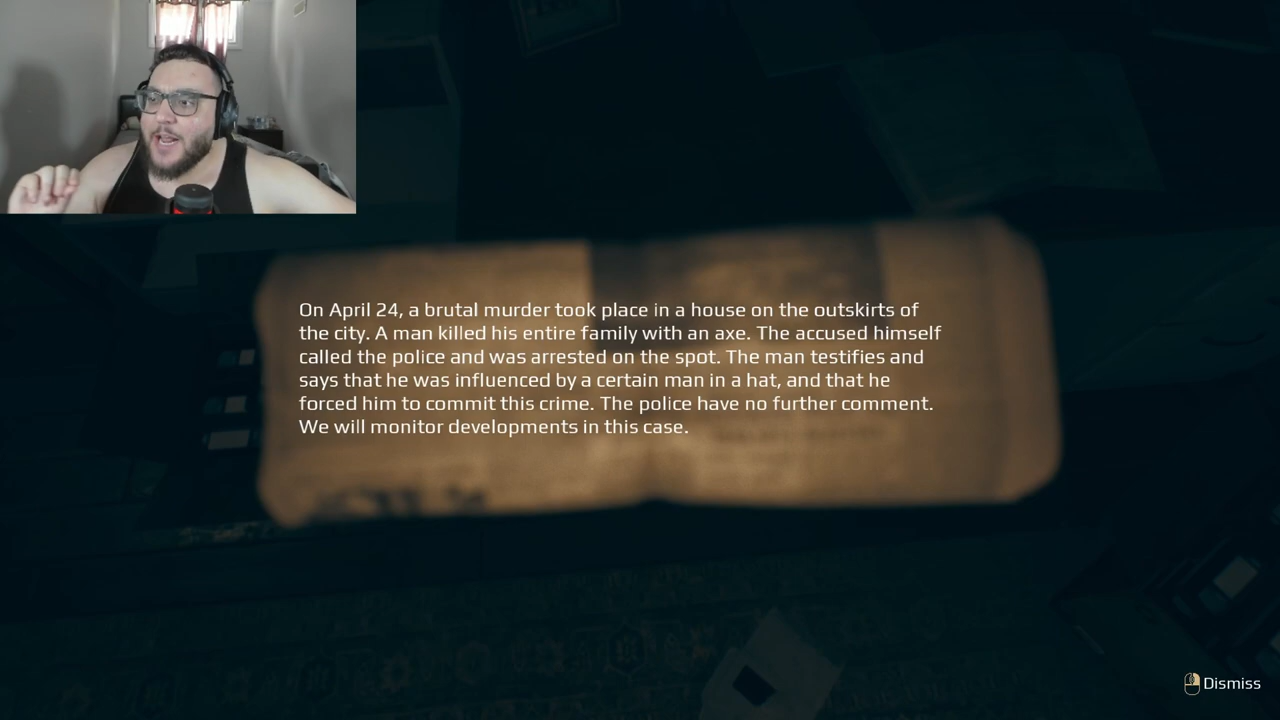 On April 24, a brutal murder took place in a house on the outskirts of
the city. A man killed his entire family with an axe. The accused himself
called the police and was arrested on the spot. The man testifies and
says that he was influenced by a certain man in a hat, and that he
forced him to commit this crime. The police have no further comment.
We will monitor developments in this case.
Dismiss